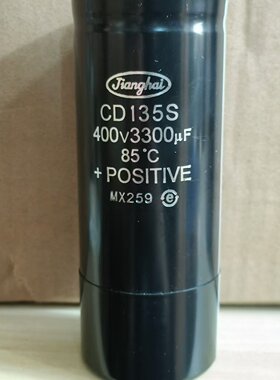 Jianghai
CD135S
400V3300µF
85°C
+POSITIVE
MX259 e